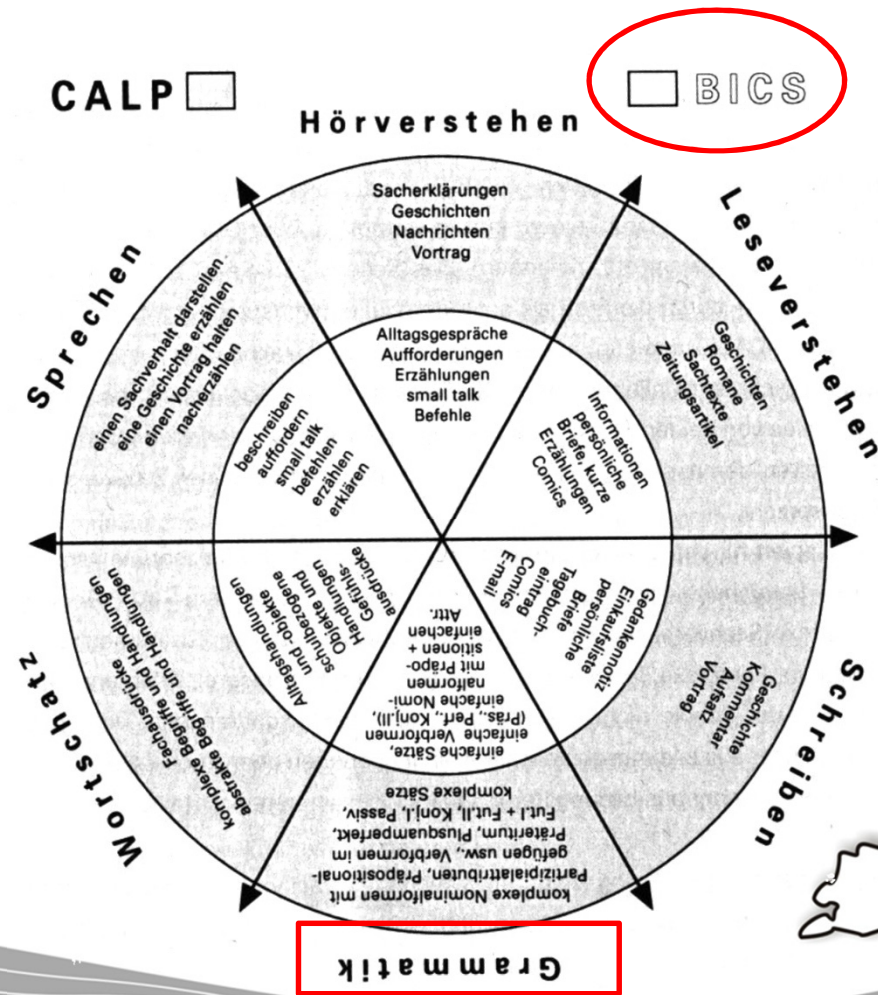 CALP
BICS
Hörverstehen
Sacherklärungen
Geschichten
Nachrichten
Vortrag
Alltagsgespräche
Aufforderungen
Erzählungen
small talk
Befehle
Leseverstehen
Geschichten
Romane
Sachtexte
Zeitungsartikel
Informationen
persönliche
Briefe, kurze
Erzählungen
Comics
Schreiben
Gedankennotiz
Einkaufsliste
persönliche
Briefe
Tagebuch-
eintrag
Comics
E-mail
Geschichte
Kommentar
Aufsatz
Vortrag
Grammatik
einfache Sätze,
einfache Verbformen
(Präs., Perf., Konj.II),
einfache Nomi-
nalformen
mit Präpo-
sitionen +
einfachen
Attr.
komplexe Nominalformen mit
Partizipialattributen, Präpositional-
gefügen usw., Verbformen im
Präteritum, Plusquamperfekt,
Fut.I + Fut.II, Konj.I, Passiv,
komplexe Sätze
Wortschatz
Alltagshandlungen
und -objekte
schulbezogene
Objekte und
Handlungen
Gefühls-
ausdrücke
abstrakte Begriffe und Handlungen
komplexe Begriffe und Handlungen
Fachausdrücke
Sprechen
einen Sachverhalt darstellen
eine Geschichte erzählen
einen Vortrag halten
nacherzählen
beschreiben
auffordern
small talk
befehlen
erzählen
erklären